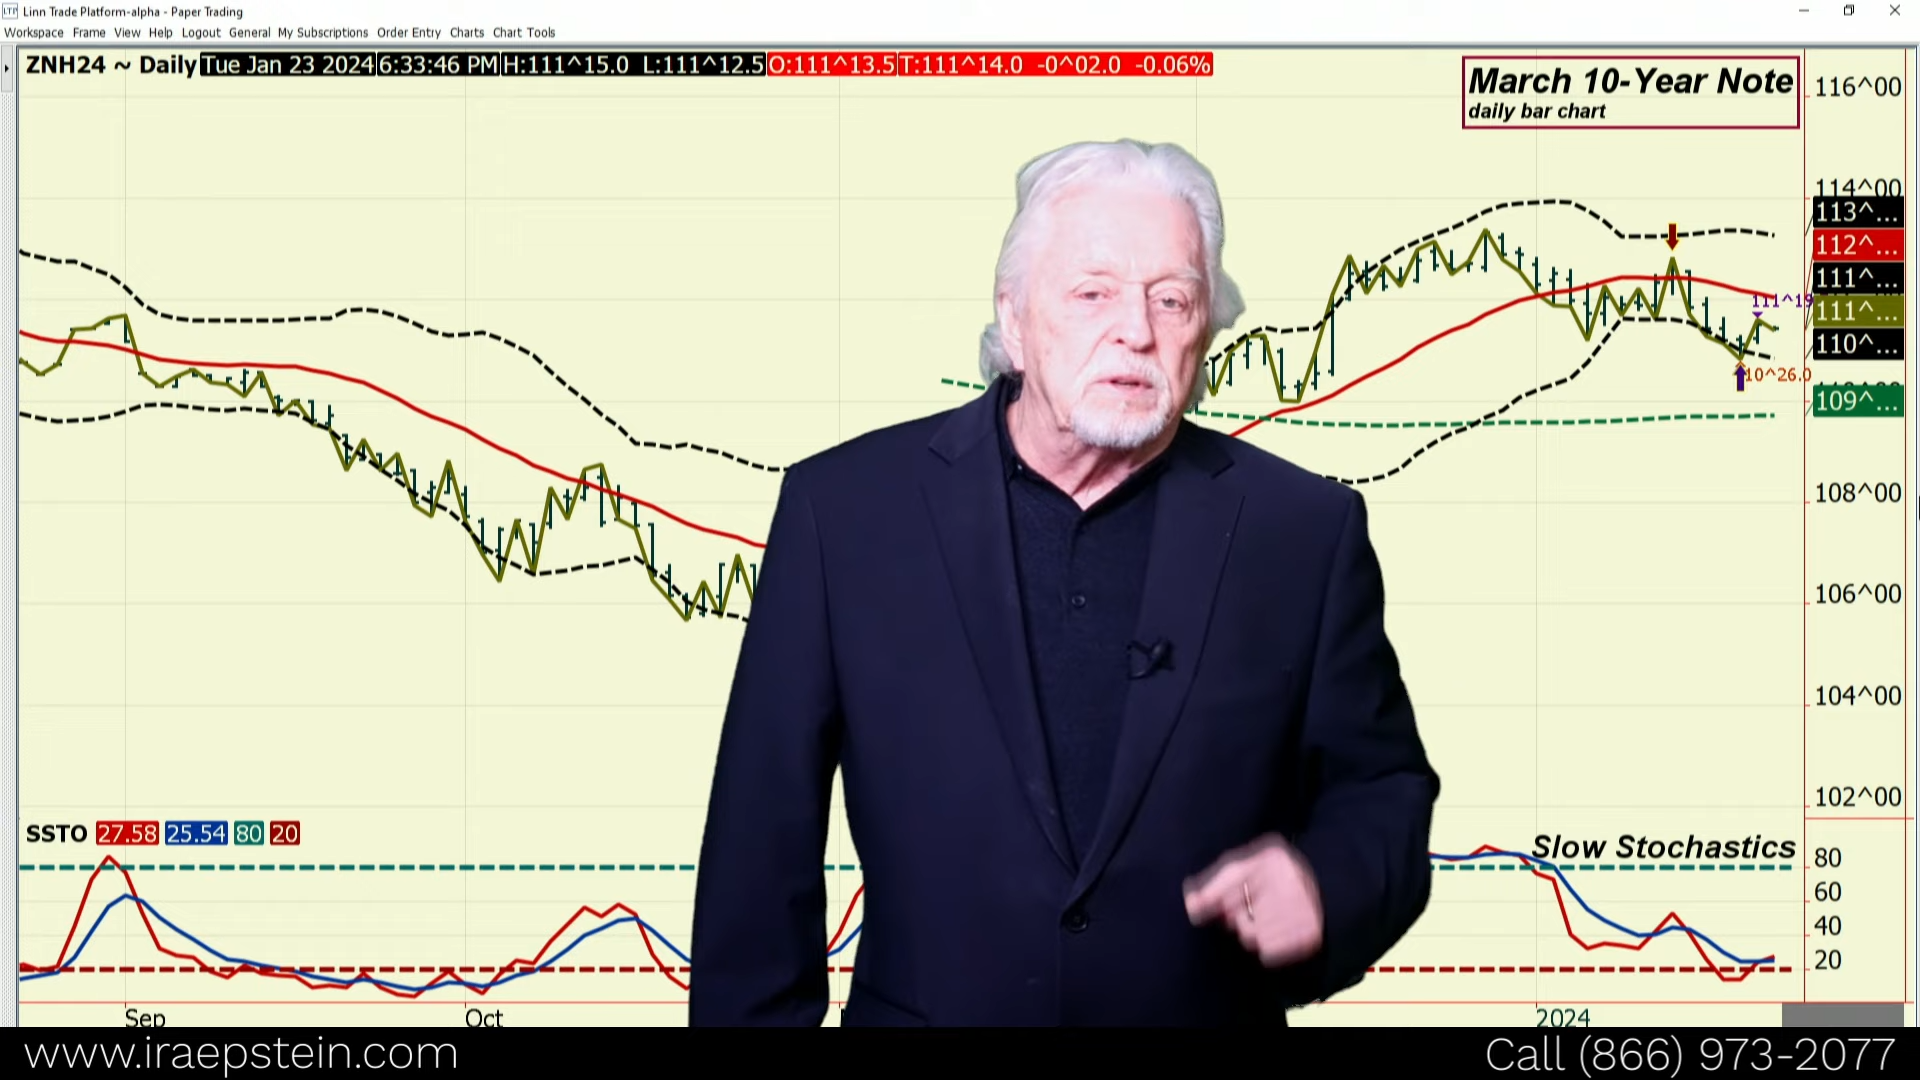 LTP Linn Trade Platform-alpha - Paper Trading
Workspace Frame View Help Logout General My Subscriptions Order Entry Charts Chart Tools
ZNH24 ~ Daily Tue Jan 23 2024 6:33:46 PM H:111^15.0 L:111^12.5 O:111^13.5 T:111^14.0 -0^02.0 -0.06%
March 10-Year Note
daily bar chart
116^00
114^00
113^...
112^...
111^...
111^19
111^...
110^...
10^26.0
109^...
108^00
106^00
104^00
102^00
SSTO 27.58 25.54 80 20
Slow Stochastics
80
60
40
20
Sep Oct 2024
www.iraepstein.com Call (866) 973-2077